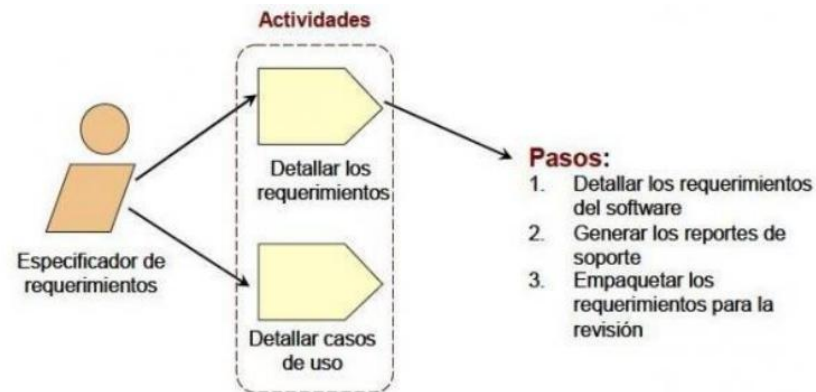 Actividades
Detallar los
requerimientos
Especificador de
requerimientos
Detallar casos
de uso
Pasos:
1. Detallar los requerimientos
del software
2. Generar los reportes de
soporte
3. Empaquetar los
requerimientos para la
revisión